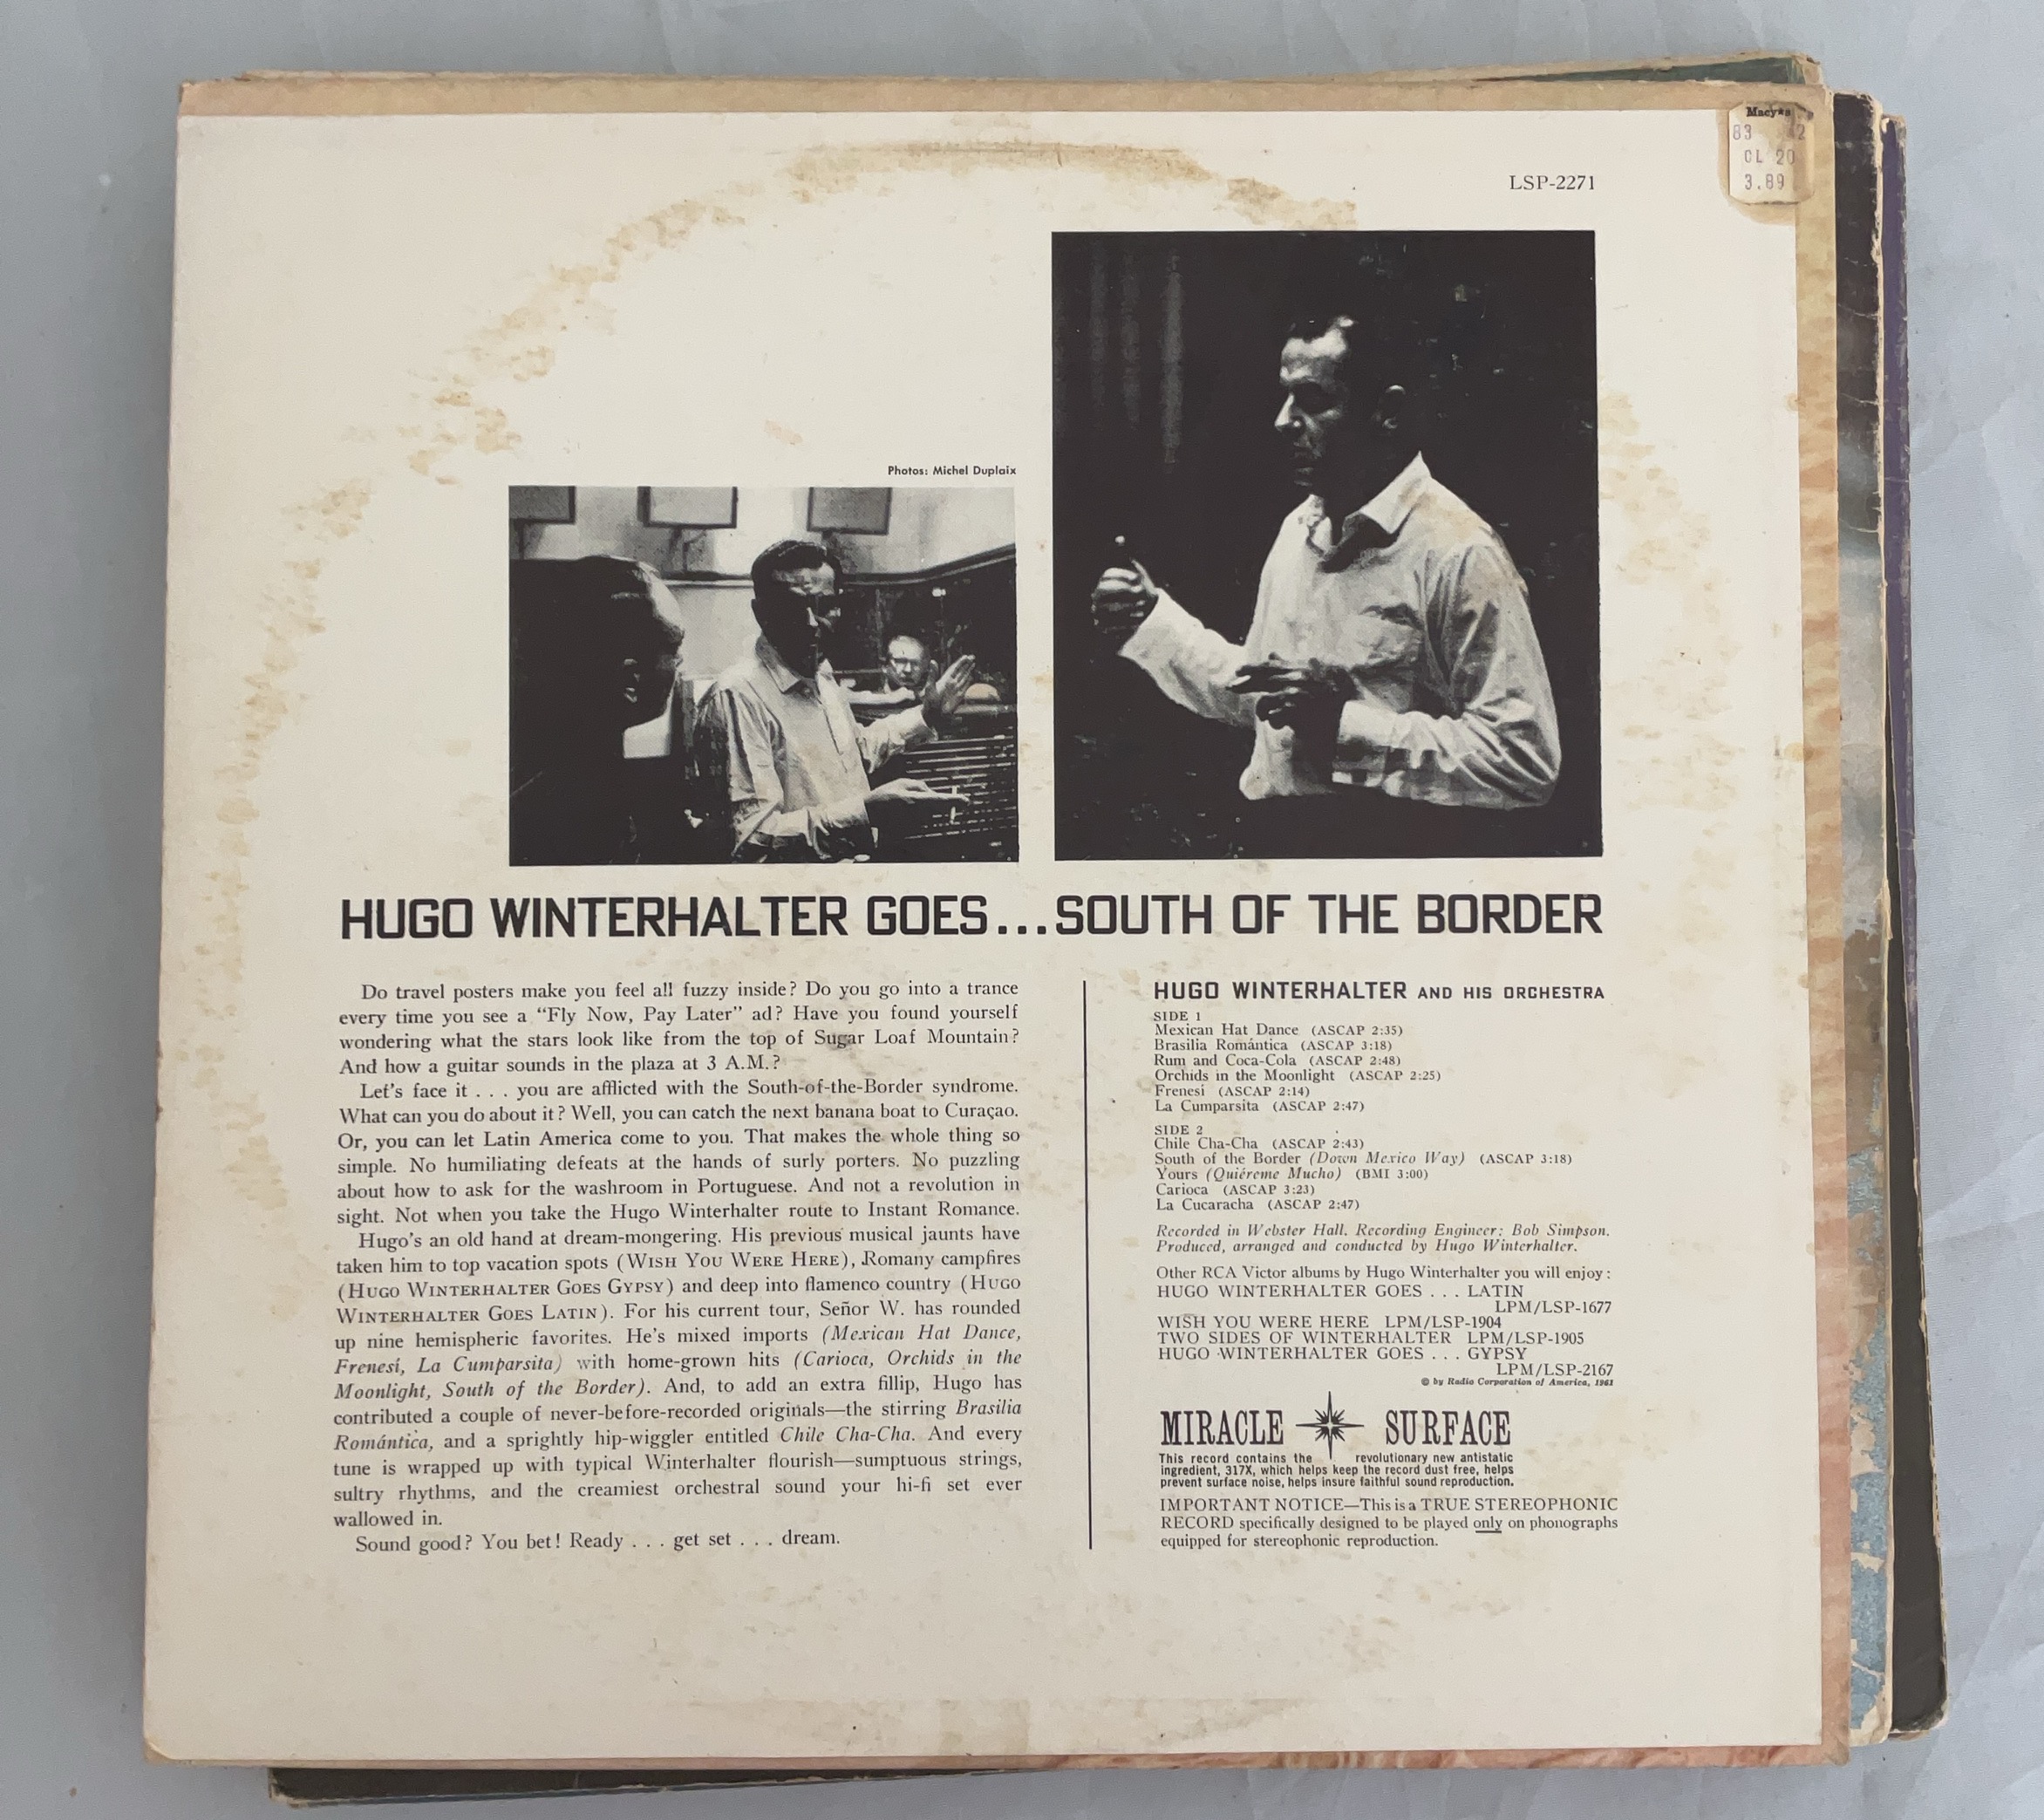 Macy*s
83 2
CL 20
3.89
LSP-2271
Photos: Michel Duplaix
HUGO WINTERHALTER GOES...SOUTH OF THE BORDER
Do travel posters make you feel all fuzzy inside? Do you go into a trance
every time you see a “Fly Now, Pay Later” ad? Have you found yourself
wondering what the stars look like from the top of Sugar Loaf Mountain?
And how a guitar sounds in the plaza at 3 A.M.?
Let’s face it . . . you are afflicted with the South-of-the-Border syndrome.
What can you do about it? Well, you can catch the next banana boat to Curaçao.
Or, you can let Latin America come to you. That makes the whole thing so
simple. No humiliating defeats at the hands of surly porters. No puzzling
about how to ask for the washroom in Portuguese. And not a revolution in
sight. Not when you take the Hugo Winterhalter route to Instant Romance.
Hugo’s an old hand at dream-mongering. His previous musical jaunts have
taken him to top vacation spots (WISH YOU WERE HERE), Romany campfires
(HUGO WINTERHALTER GOES GYPSY) and deep into flamenco country (HUGO
WINTERHALTER GOES LATIN). For his current tour, Señor W. has rounded
up nine hemispheric favorites. He’s mixed imports (Mexican Hat Dance,
Frenesí, La Cumparsita) with home-grown hits (Carioca, Orchids in the
Moonlight, South of the Border). And, to add an extra fillip, Hugo has
contributed a couple of never-before-recorded originals—the stirring Brasilia
Romántica, and a sprightly hip-wiggler entitled Chile Cha-Cha. And every
tune is wrapped up with typical Winterhalter flourish—sumptuous strings,
sultry rhythms, and the creamiest orchestral sound your hi-fi set ever
wallowed in.
Sound good? You bet! Ready . . . get set . . . dream.
HUGO WINTERHALTER AND HIS ORCHESTRA
SIDE 1
Mexican Hat Dance (ASCAP 2:35)
Brasilia Romántica (ASCAP 3:18)
Rum and Coca-Cola (ASCAP 2:48)
Orchids in the Moonlight (ASCAP 2:25)
Frenesí (ASCAP 2:14)
La Cumparsita (ASCAP 2:47)
SIDE 2
Chile Cha-Cha (ASCAP 2:43)
South of the Border (Down Mexico Way) (ASCAP 3:18)
Yours (Quiéreme Mucho) (BMI 3:00)
Carioca (ASCAP 3:23)
La Cucaracha (ASCAP 2:47)
Recorded in Webster Hall. Recording Engineer: Bob Simpson.
Produced, arranged and conducted by Hugo Winterhalter.
Other RCA Victor albums by Hugo Winterhalter you will enjoy:
HUGO WINTERHALTER GOES . . . LATIN
LPM/LSP-1677
WISH YOU WERE HERE LPM/LSP-1904
TWO SIDES OF WINTERHALTER LPM/LSP-1905
HUGO WINTERHALTER GOES . . . GYPSY
LPM/LSP-2167
© by Radio Corporation of America, 1961
MIRACLE SURFACE
This record contains the revolutionary new antistatic
ingredient, 317X, which helps keep the record dust free, helps
prevent surface noise, helps insure faithful sound reproduction.
IMPORTANT NOTICE—This is a TRUE STEREOPHONIC
RECORD specifically designed to be played only on phonographs
equipped for stereophonic reproduction.